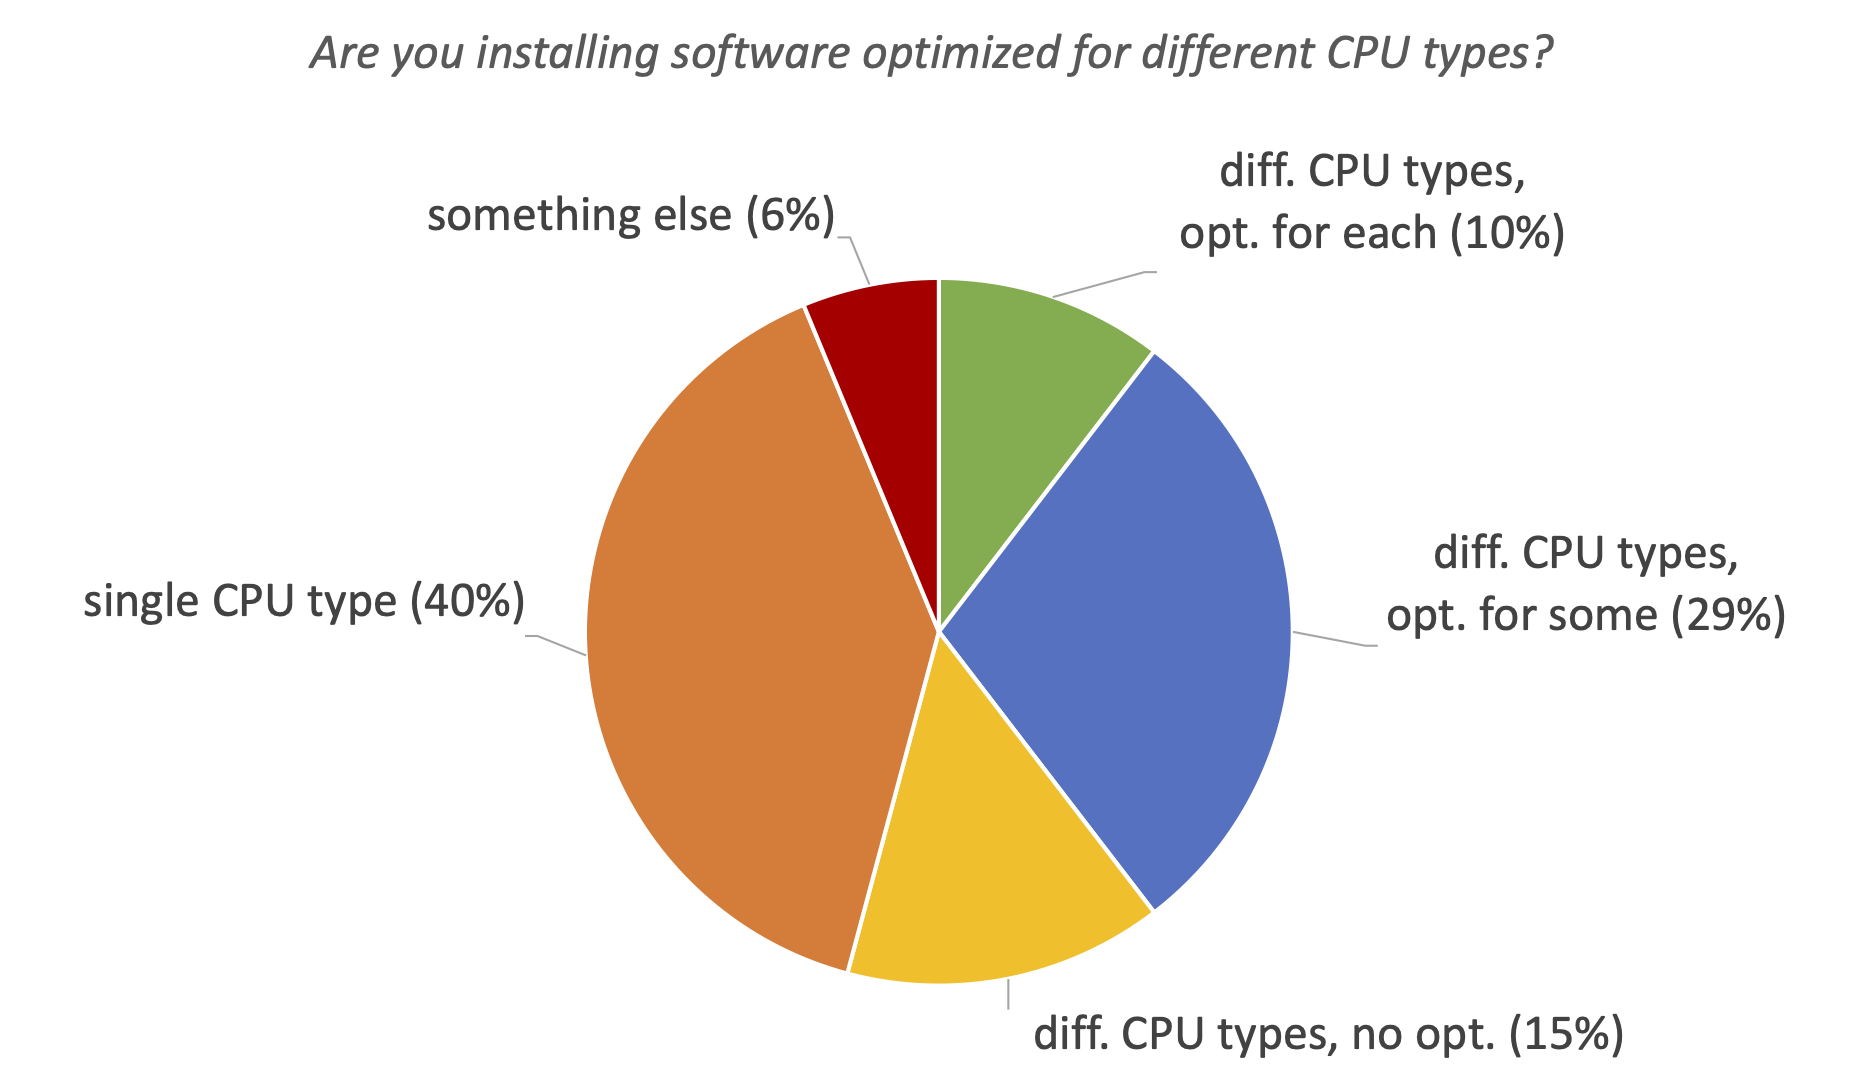 Are you installing software optimized for different CPU types?
diff. CPU types,
opt. for each (10%)
something else (6%)
diff. CPU types,
opt. for some (29%)
single CPU type (40%)
diff. CPU types, no opt. (15%)